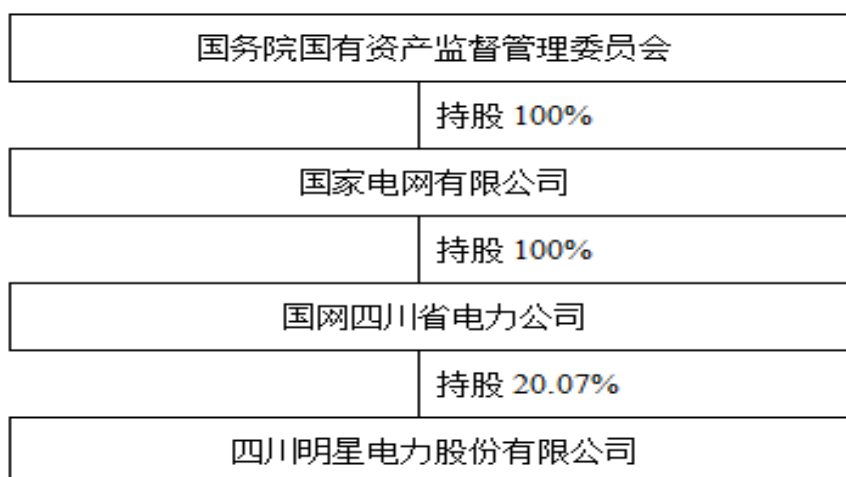 国务院国有资产监督管理委员会
持股 100%
国家电网有限公司
持股 100%
国网四川省电力公司
持股 20.07%
四川明星电力股份有限公司